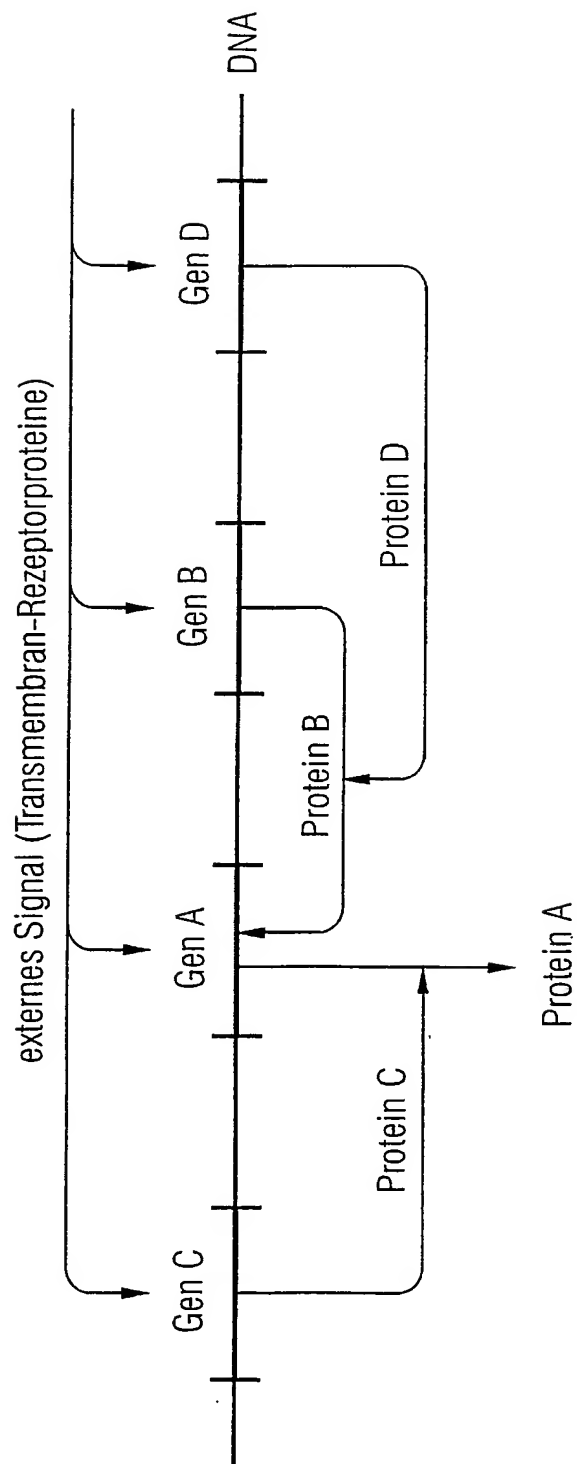 externes Signal (Transmembran-Rezeptorproteine)
Gen C
Gen A
Gen B
Gen D
DNA
Protein B
Protein C
Protein D
Protein A